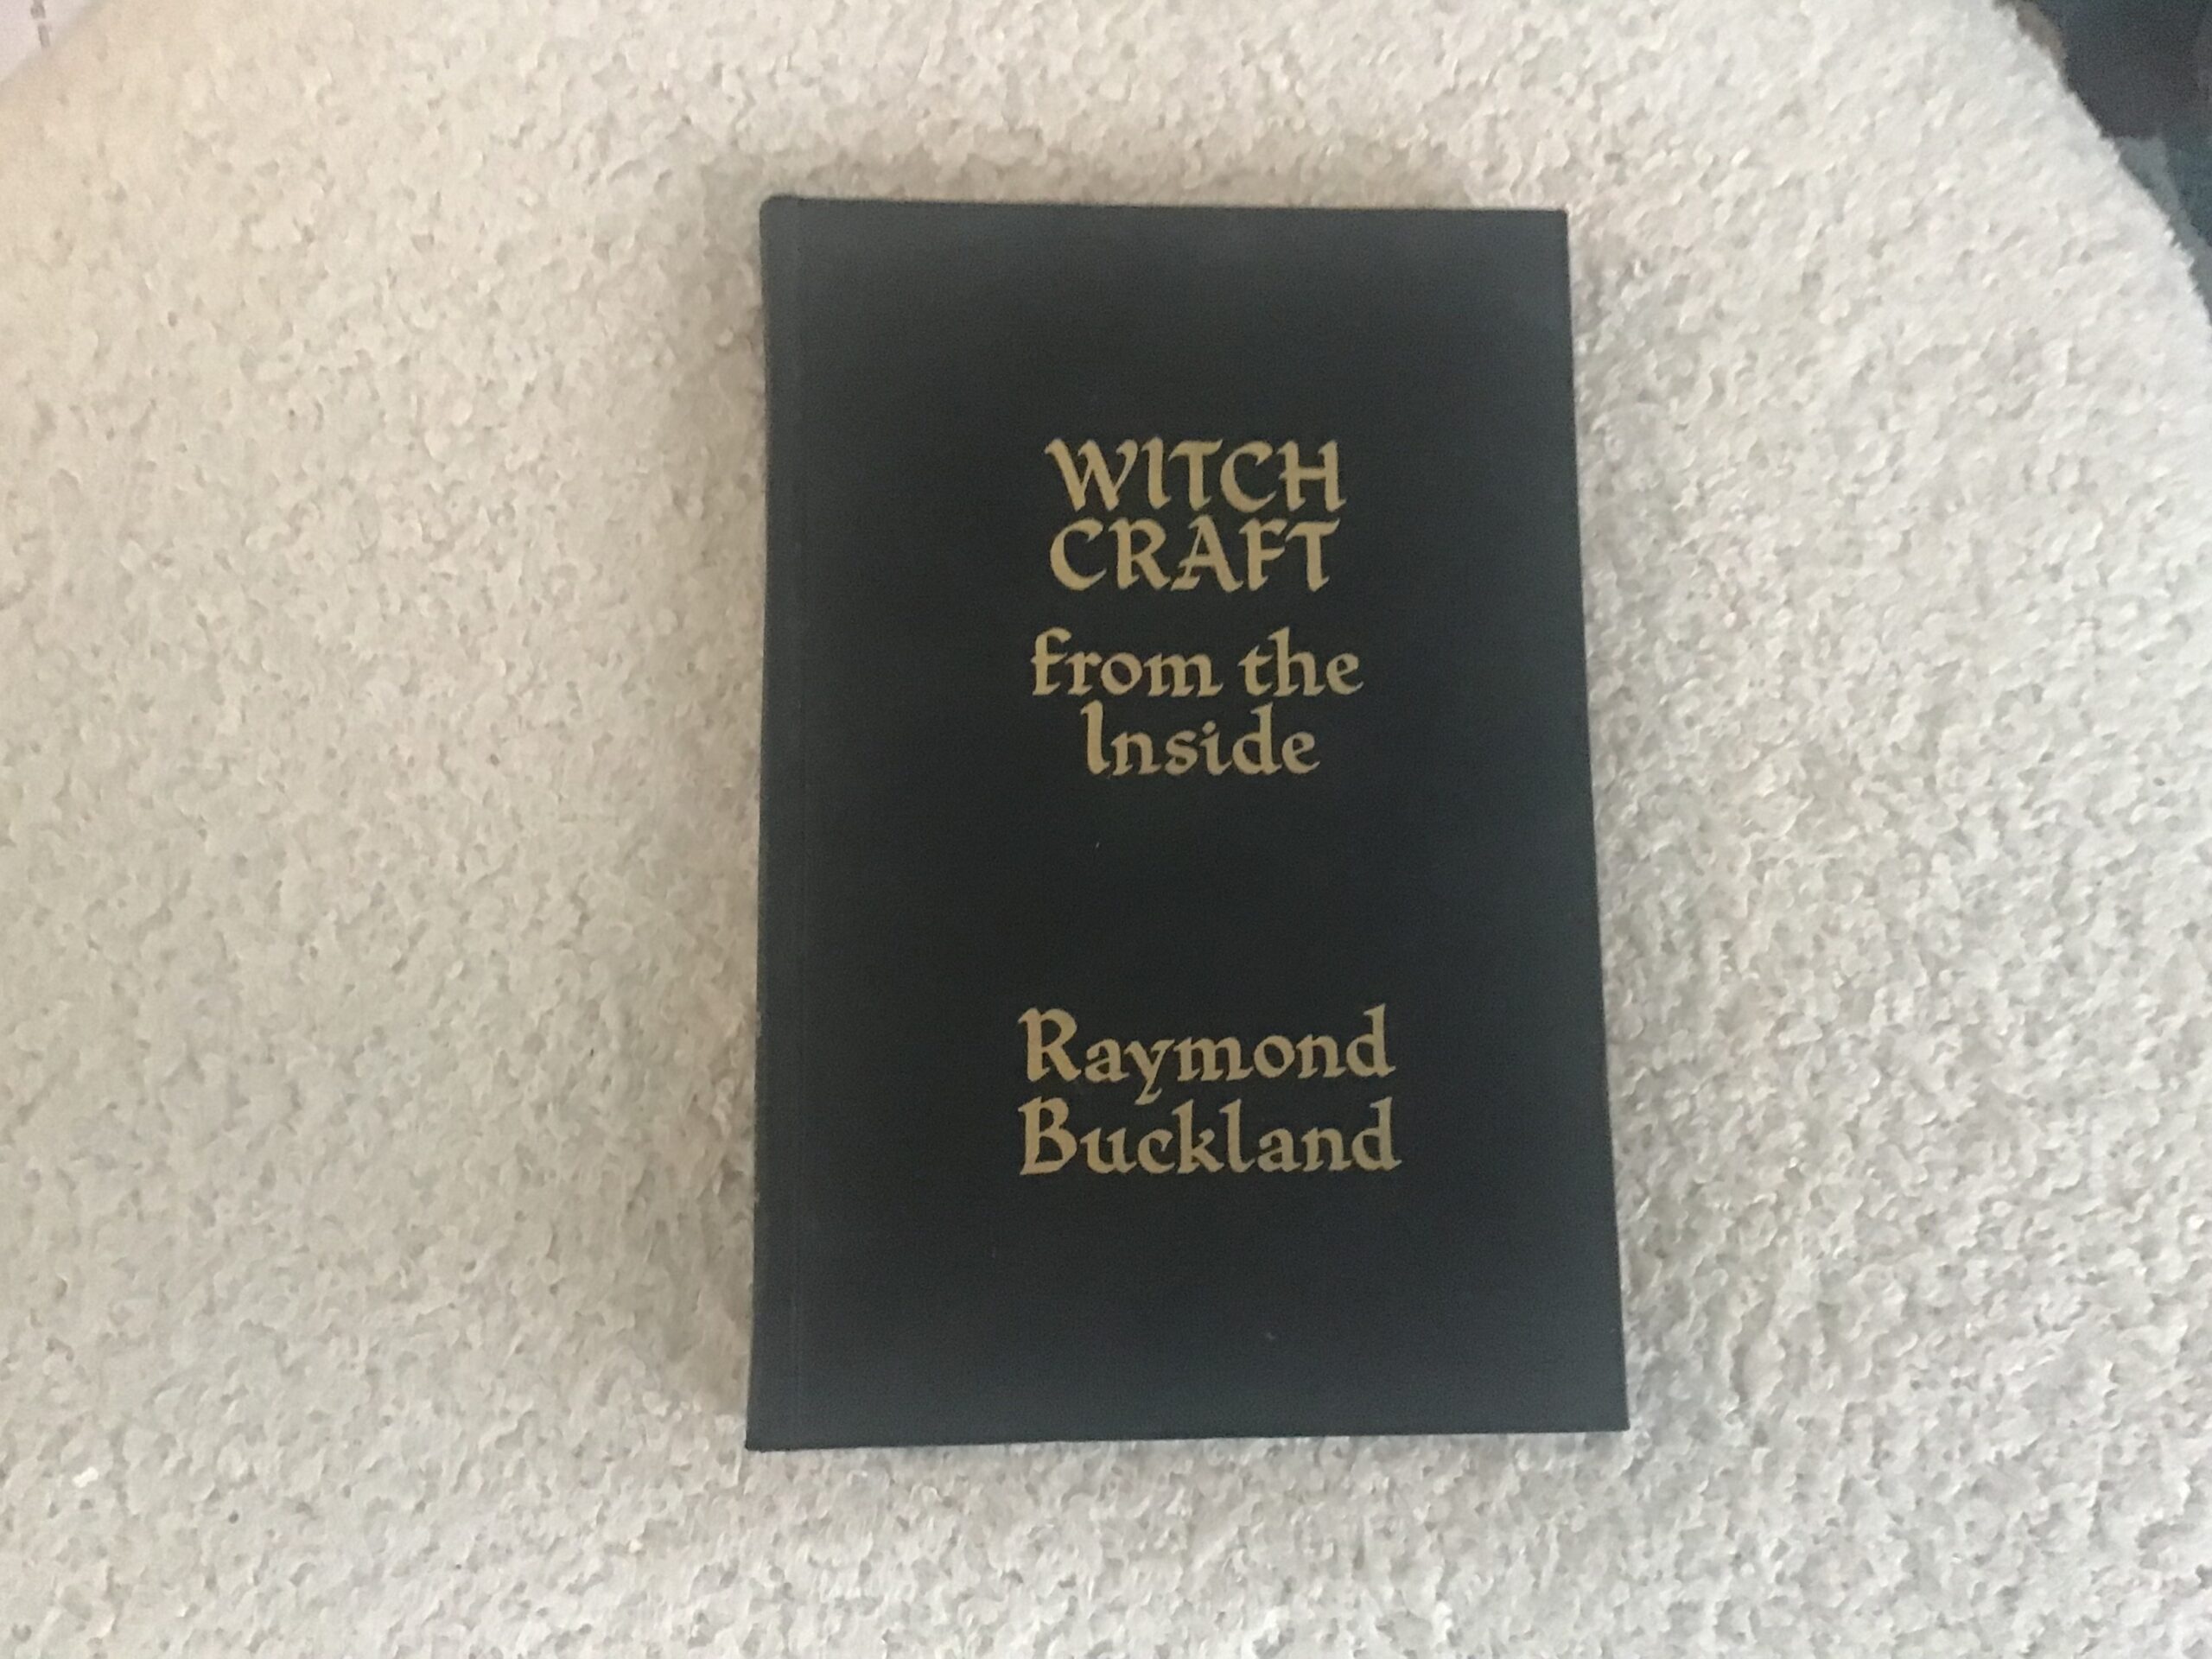 WITCH
CRAFT
from the
Inside
Raymond
Buckland